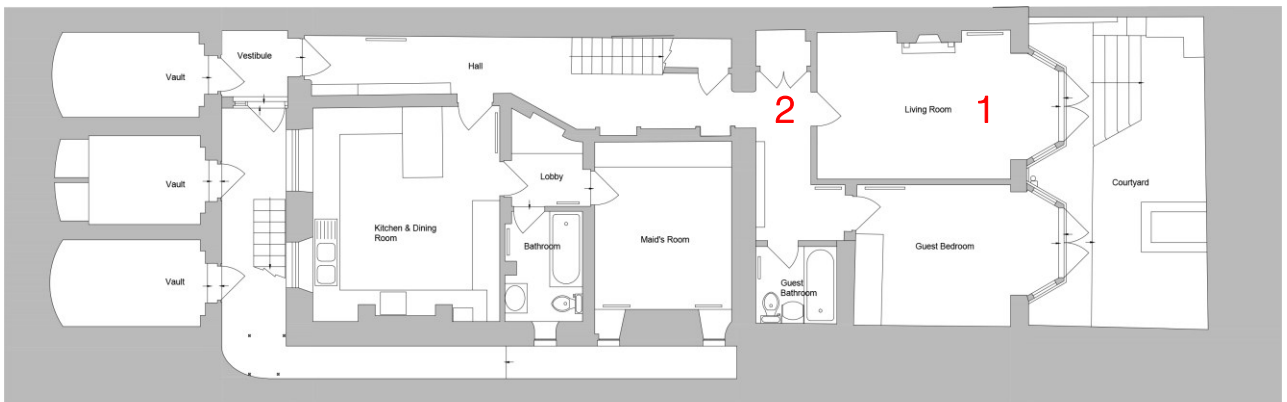 Vestibule
Vault
Hall
2
Living Room
1
Vault
Lobby
Courtyard
Kitchen & Dining
Room
Bathroom
Maid's Room
Guest Bedroom
Vault
Guest
Bathroom